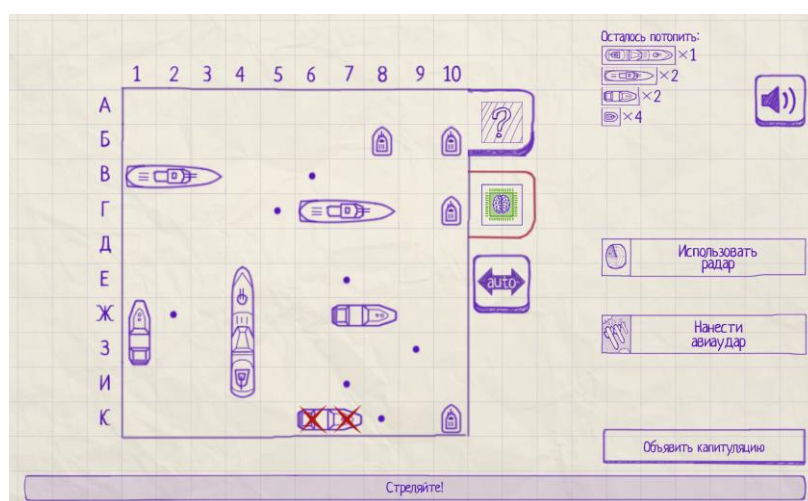 Осталось потопить:
×1
×2
×2
×4
1 2 3 4 5 6 7 8 9 10
А
Б
В
Г
Д
Е
Ж
З
И
К
?
auto
Использовать
радар
Нанести
авиаудар
Объявить капитуляцию
Стреляйте!